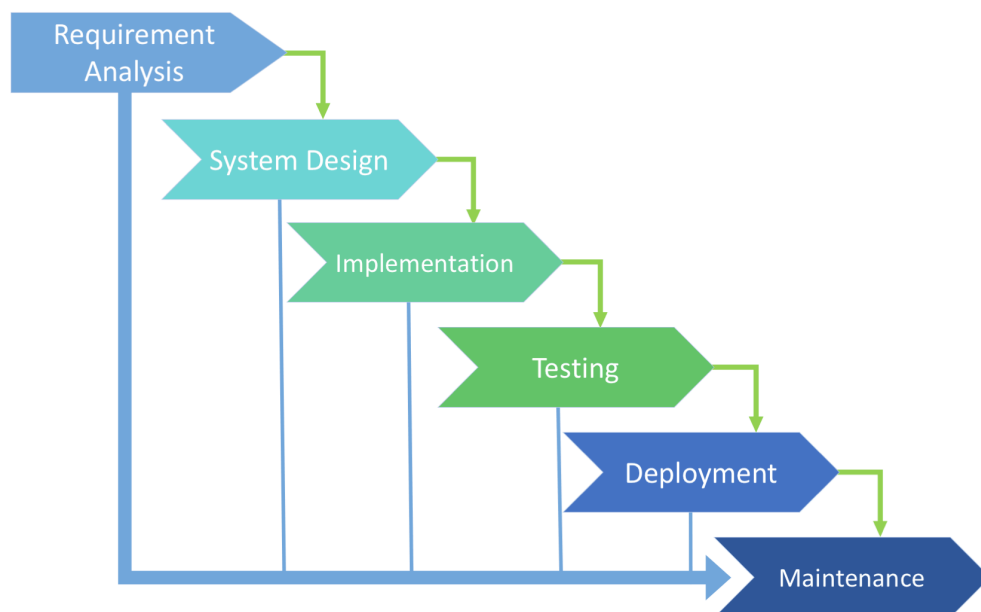 Requirement
Analysis
System Design
Implementation
Testing
Deployment
Maintenance